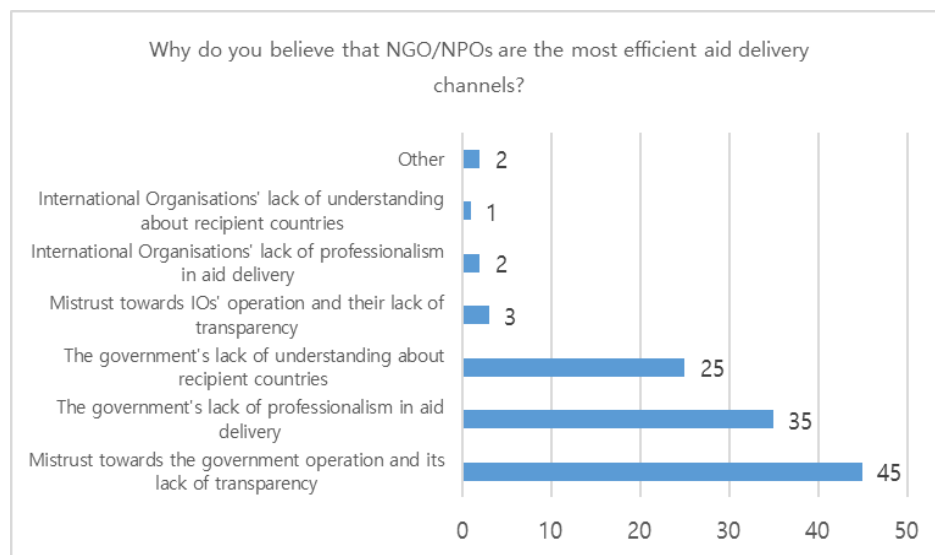 Why do you believe that NGO/NPOs are the most efficient aid delivery
channels?
Other
2
International Organisations' lack of understanding
about recipient countries
1
International Organisations' lack of professionalism
in aid delivery
2
Mistrust towards IOs' operation and their lack of
transparency
3
The government's lack of understanding about
recipient countries
25
The government's lack of professionalism in aid
delivery
35
Mistrust towards the government operation and its
lack of transparency
45
0 10 20 30 40 50